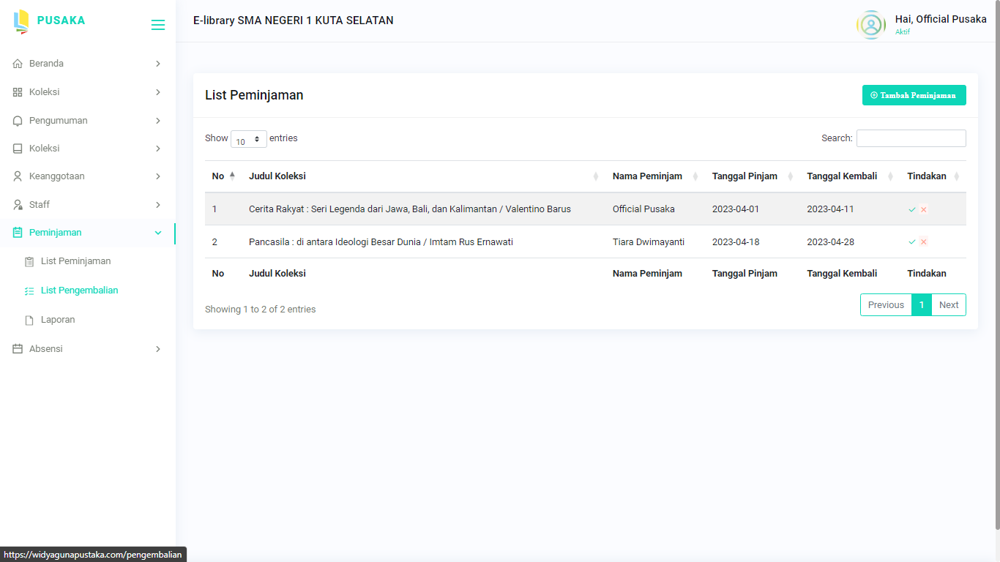 PUSAKA
E-library SMA NEGERI 1 KUTA SELATAN
Hai, Official Pusaka
Aktif
Beranda
Koleksi
Pengumuman
Koleksi
Keanggotaan
Staff
Peminjaman
List Peminjaman
List Pengembalian
Laporan
Absensi
List Peminjaman
Tambah Peminjaman
Show 10 entries
Search:
No Judul Koleksi Nama Peminjam Tanggal Pinjam Tanggal Kembali Tindakan
1 Cerita Rakyat : Seri Legenda dari Jawa, Bali, dan Kalimantan / Valentino Barus Official Pusaka 2023-04-01 2023-04-11
2 Pancasila : di antara Ideologi Besar Dunia / Imtam Rus Ernawati Tiara Dwimayanti 2023-04-18 2023-04-28
No Judul Koleksi Nama Peminjam Tanggal Pinjam Tanggal Kembali Tindakan
Showing 1 to 2 of 2 entries
Previous 1 Next
https://widyagunapustaka.com/pengembalian